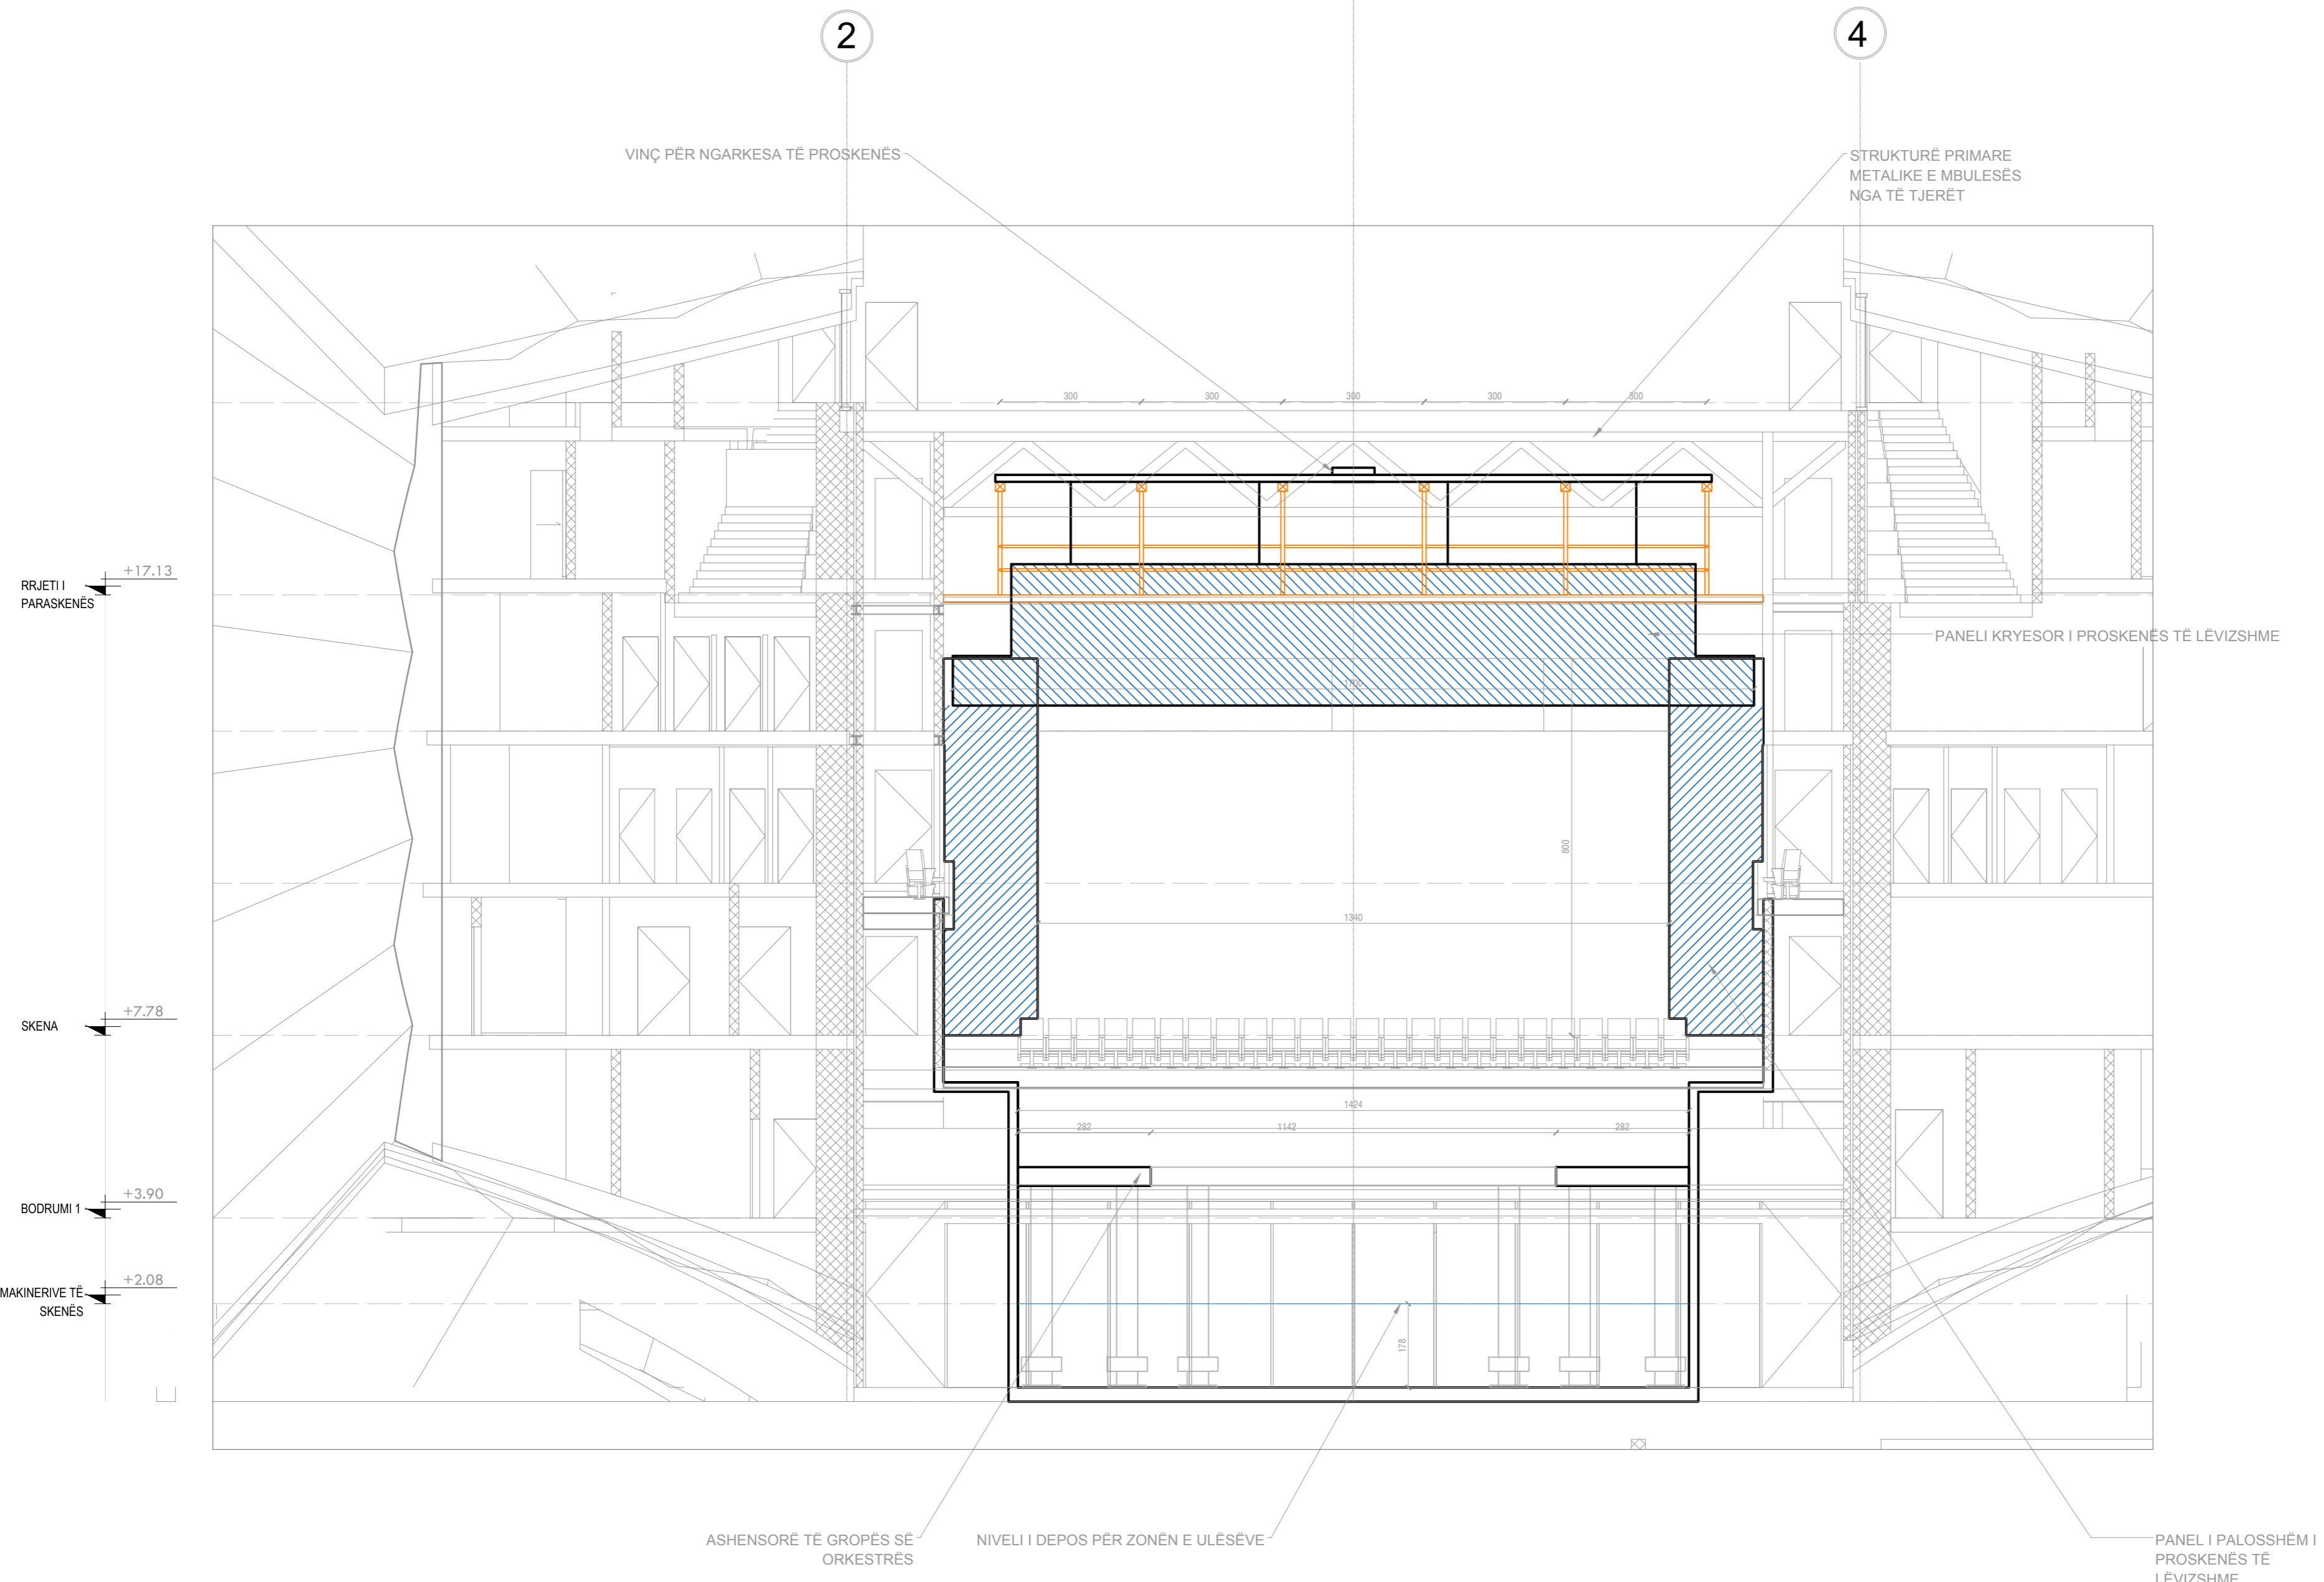 2
4
VINÇ PËR NGARKESA TË PROSKENËS
STRUKTURË PRIMARE
METALIKE E MBULESËS
NGA TË TJERËT
300
300
300
300
300
+17.13
RRJETI I
PARASKENËS
PANELI KRYESOR I PROSKENËS TË LËVIZSHME
800
1340
+7.78
SKENA
1424
282
1142
282
+3.90
BODRUMI 1
+2.08
MAKINERIVE TË
SKENËS
178
ASHENSORË TË GROPËS SË
ORKESTRËS
NIVELI I DEPOS PËR ZONËN E ULËSËVE
PANEL I PALOSSHËM I
PROSKENËS TË
LËVIZSHME